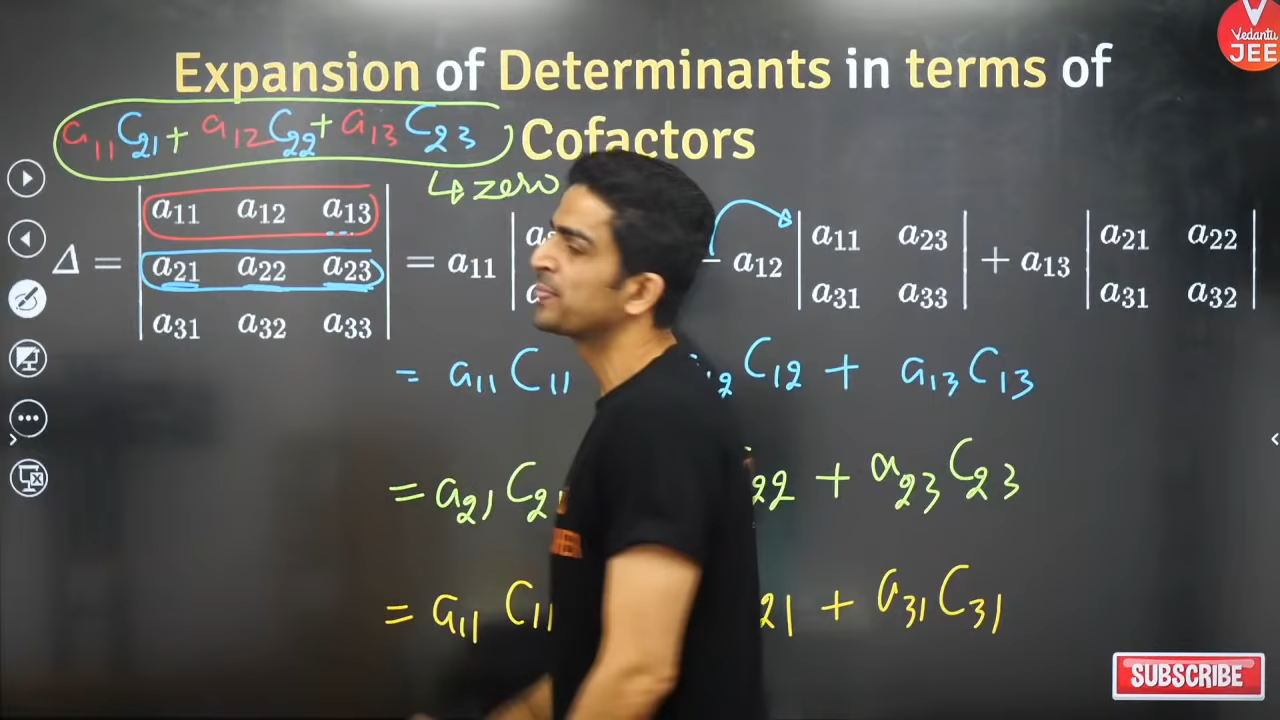 Expansion of Determinants in terms of
Cofactors
Vedantu
JEE
a11 C21 + a12 C22 + a13 C23
↳ zero
Δ = | a11 a12 a13 | = a11 | − a12 | a11 a23 | + a13 | a21 a22 |
| a21 a22 a23 | | a31 a33 | | a31 a32 |
| a31 a32 a33 |
= a11 C11 C12 + a13 C13
= a21 C2 22 + a23 C23
= a11 C11 21 + a31 C31
SUBSCRIBE